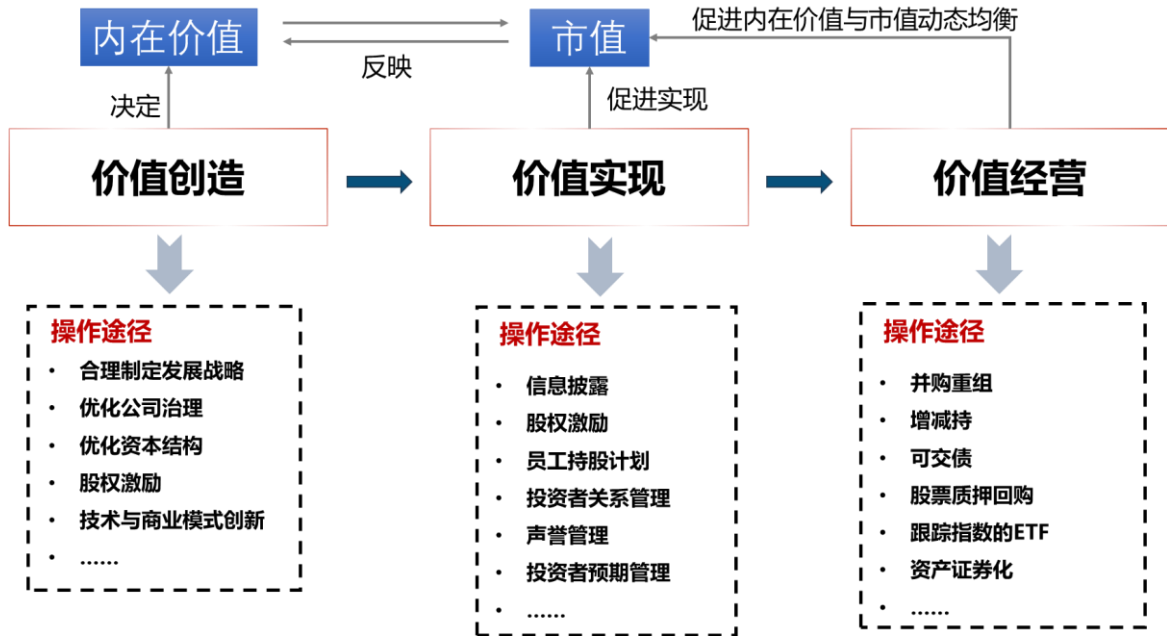 内在价值
市值
促进内在价值与市值动态均衡
反映
决定
促进实现
价值创造
价值实现
价值经营
操作途径
· 合理制定发展战略
· 优化公司治理
· 优化资本结构
· 股权激励
· 技术与商业模式创新
· ......
操作途径
· 信息披露
· 股权激励
· 员工持股计划
· 投资者关系管理
· 声誉管理
· 投资者预期管理
· ......
操作途径
· 并购重组
· 增减持
· 可交债
· 股票质押回购
· 跟踪指数的ETF
· 资产证券化
· ......